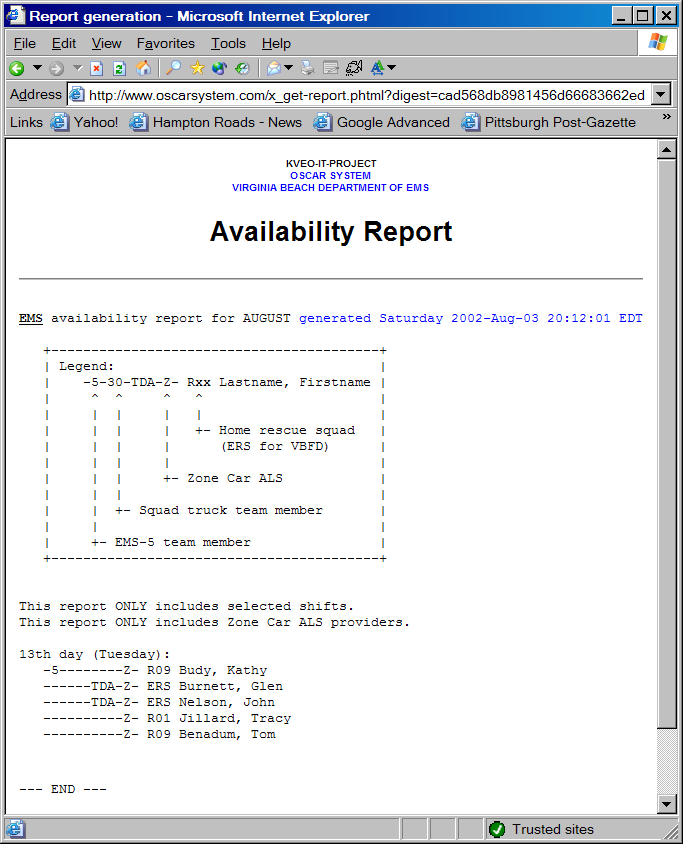 Report generation - Microsoft Internet Explorer
File Edit View Favorites Tools Help
Address http://www.oscarsystem.com/x_get-report.phtml?digest=cad568db8981456d66683662ed
Links Yahoo! Hampton Roads - News Google Advanced Pittsburgh Post-Gazette »
KVEO-IT-PROJECT
OSCAR SYSTEM
VIRGINIA BEACH DEPARTMENT OF EMS
Availability Report
EMS availability report for AUGUST generated Saturday 2002-Aug-03 20:12:01 EDT
+-----------------------------------------+
| Legend:                                 |
|    -5-30-TDA-Z- Rxx Lastname, Firstname |
|     ^  ^     ^   ^                      |
|     |  |     |   |                      |
|     |  |     |   +- Home rescue squad   |
|     |  |     |      (ERS for VBFD)      |
|     |  |     |                          |
|     |  |     +- Zone Car ALS            |
|     |  |                                |
|     |  +- Squad truck team member       |
|     |                                   |
|     +- EMS-5 team member                |
+-----------------------------------------+
This report ONLY includes selected shifts.
This report ONLY includes Zone Car ALS providers.
13th day (Tuesday):
-5--------Z- R09 Budy, Kathy
------TDA-Z- ERS Burnett, Glen
------TDA-Z- ERS Nelson, John
----------Z- R01 Jillard, Tracy
----------Z- R09 Benadum, Tom
--- END ---
Trusted sites